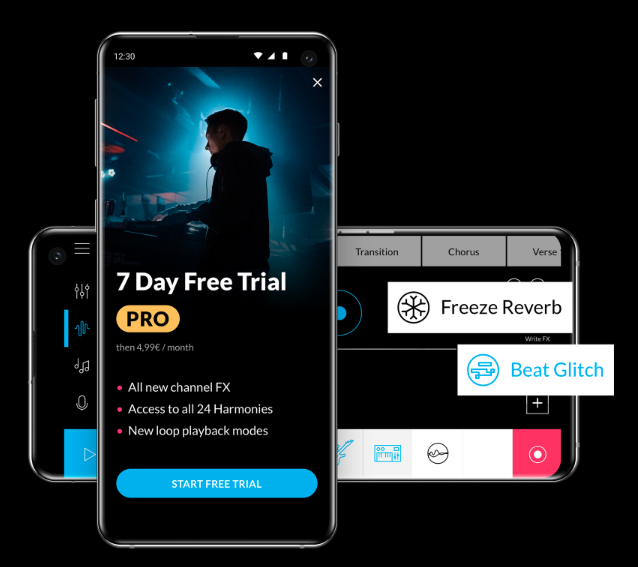 12:30
7 Day Free Trial
PRO
then 4,99€ / month
All new channel FX
Access to all 24 Harmonies
New loop playback modes
START FREE TRIAL
Transition
Chorus
Verse
Freeze Reverb
Write FX
Beat Glitch